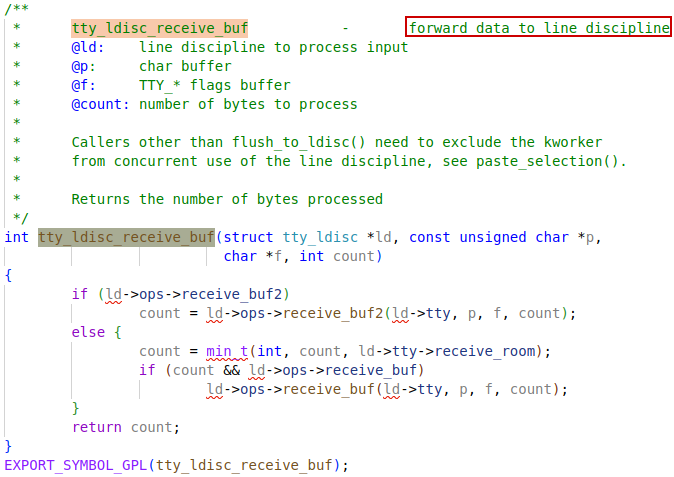 /**
 *	tty_ldisc_receive_buf		-	forward data to line discipline
 *	@ld:	line discipline to process input
 *	@p:	char buffer
 *	@f:	TTY_* flags buffer
 *	@count:	number of bytes to process
 *
 *	Callers other than flush_to_ldisc() need to exclude the kworker
 *	from concurrent use of the line discipline, see paste_selection().
 *
 *	Returns the number of bytes processed
 */
int tty_ldisc_receive_buf(struct tty_ldisc *ld, const unsigned char *p,
			  char *f, int count)
{
	if (ld->ops->receive_buf2)
		count = ld->ops->receive_buf2(ld->tty, p, f, count);
	else {
		count = min_t(int, count, ld->tty->receive_room);
		if (count && ld->ops->receive_buf)
			ld->ops->receive_buf(ld->tty, p, f, count);
	}
	return count;
}
EXPORT_SYMBOL_GPL(tty_ldisc_receive_buf);